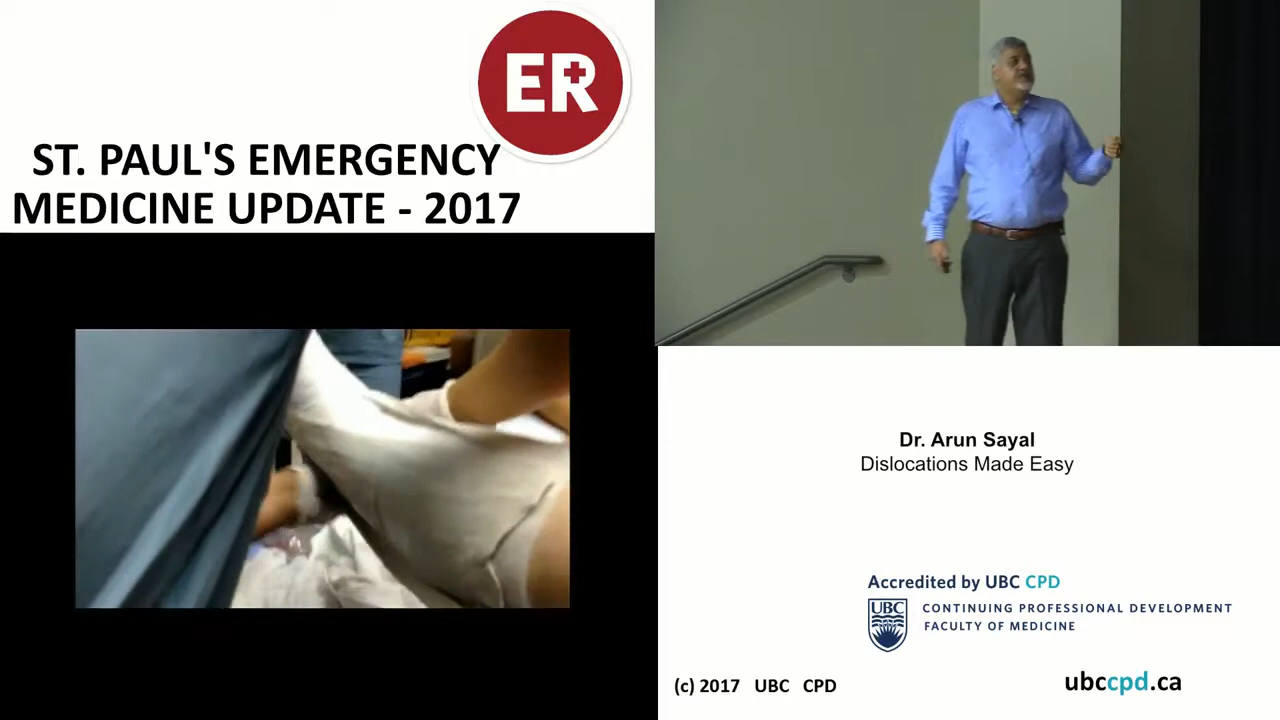 ER
ST. PAUL'S EMERGENCY
MEDICINE UPDATE - 2017
Dr. Arun Sayal
Dislocations Made Easy
Accredited by UBC CPD
UBC
CONTINUING PROFESSIONAL DEVELOPMENT
FACULTY OF MEDICINE
(c) 2017 UBC CPD
ubccpd.ca